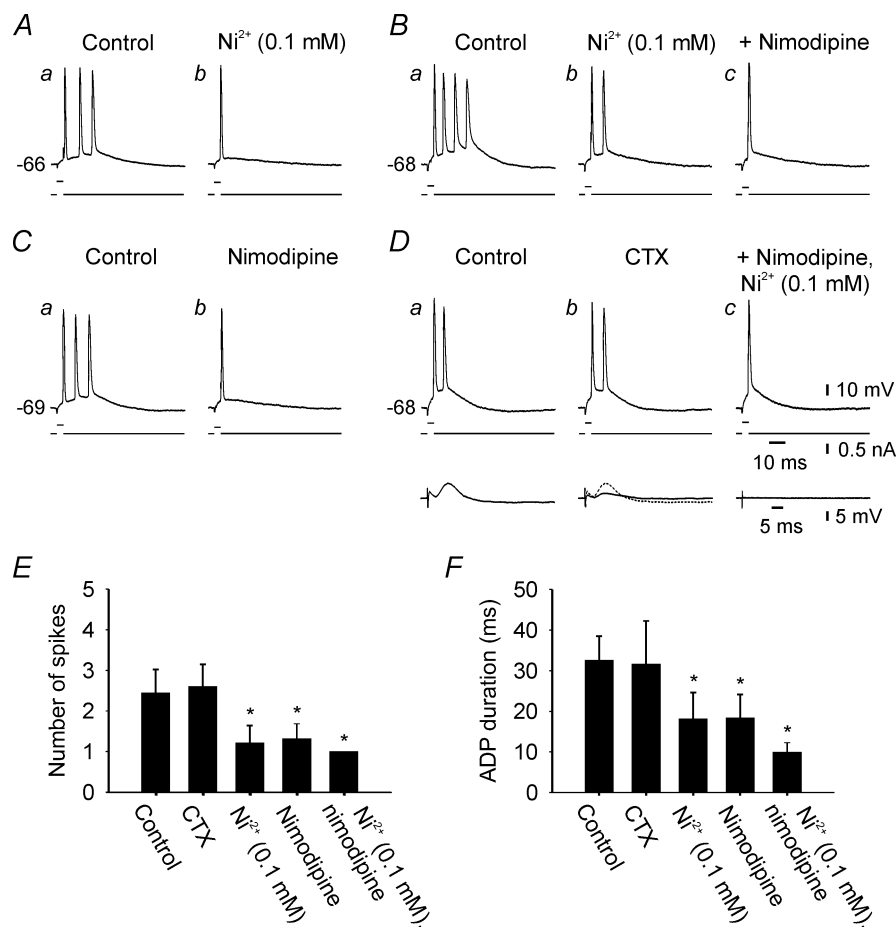 A
Control
Ni2+ (0.1 mM)
a
b
-66
B
Control
Ni2+ (0.1 mM)
+ Nimodipine
a
b
c
-68
C
Control
Nimodipine
a
b
-69
D
Control
CTX
+ Nimodipine,
Ni2+ (0.1 mM)
a
b
c
-68
10 mV
0.5 nA
10 ms
5 mV
5 ms
E
Number of spikes
5
4
3
2
1
0
*
*
*
Control
CTX
Ni2+ (0.1 mM)
Nimodipine
Ni2+ (0.1 mM),
nimodipine
F
ADP duration (ms)
50
40
30
20
10
0
*
*
*
Control
CTX
Ni2+ (0.1 mM)
Nimodipine
Ni2+ (0.1 mM),
nimodipine